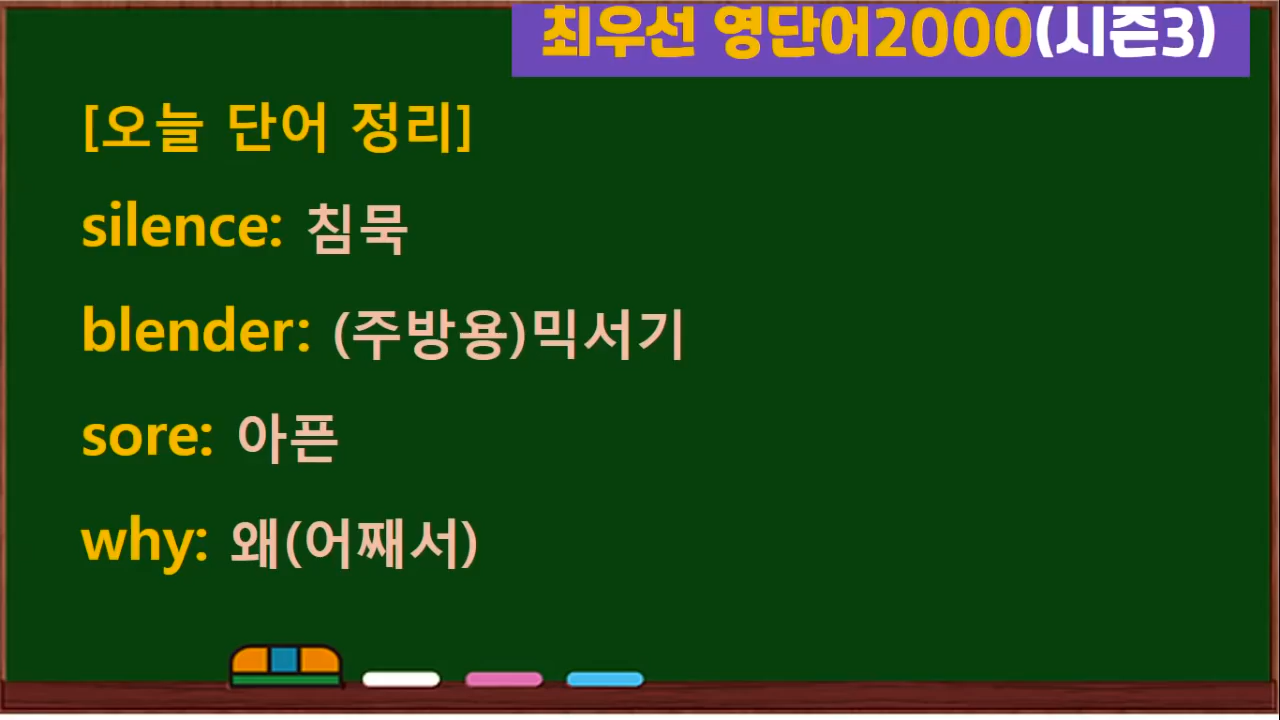 최우선 영단어2000(시즌3)
[오늘 단어 정리]
silence: 침묵
blender: (주방용)믹서기
sore: 아픈
why: 왜(어째서)